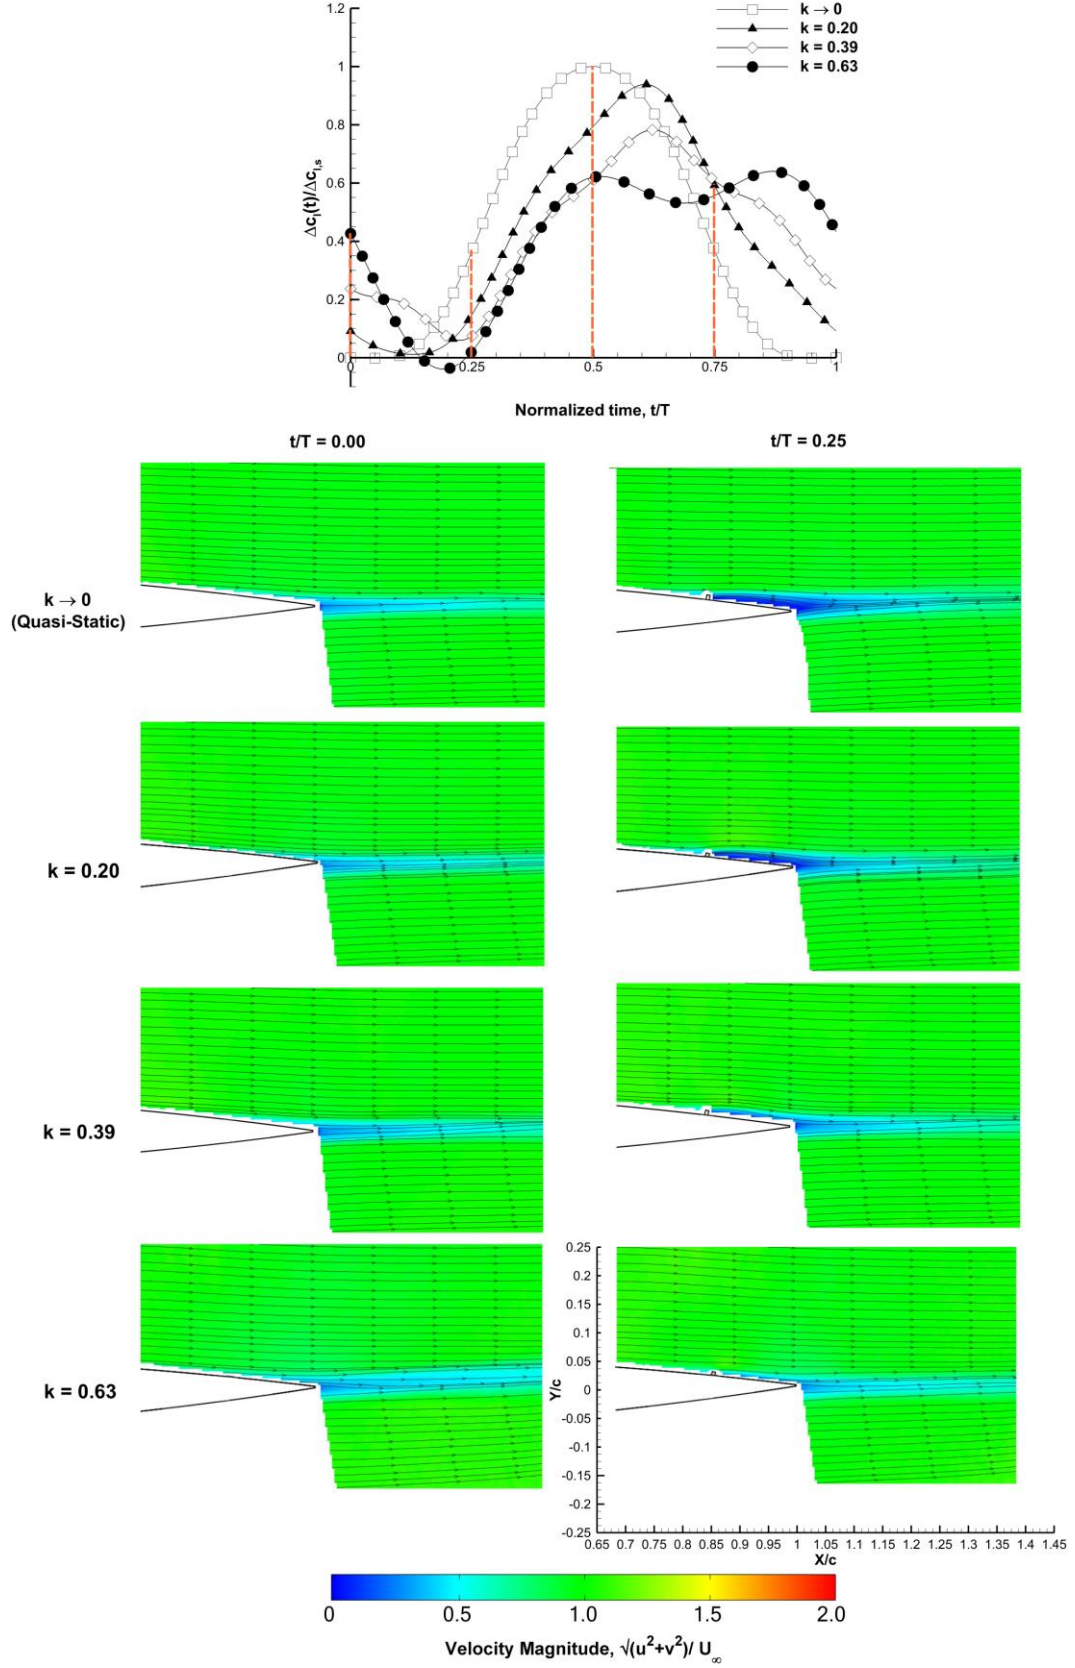 1.2
1
0.8
0.6
0.4
0.2
0
Δcₗ(t)/Δcₗ,ₛ
k → 0
k = 0.20
k = 0.39
k = 0.63
0 0.25 0.5 0.75 1
Normalized time, t/T
t/T = 0.00 t/T = 0.25
k → 0
(Quasi-Static)
k = 0.20
k = 0.39
k = 0.63
0.25
0.2
0.15
0.1
0.05
0
-0.05
-0.1
-0.15
-0.2
-0.25
Y/c
0.65 0.7 0.75 0.8 0.85 0.9 0.95 1 1.05 1.1 1.15 1.2 1.25 1.3 1.35 1.4 1.45
X/c
0 0.5 1.0 1.5 2.0
Velocity Magnitude, √(u²+v²)/ U∞